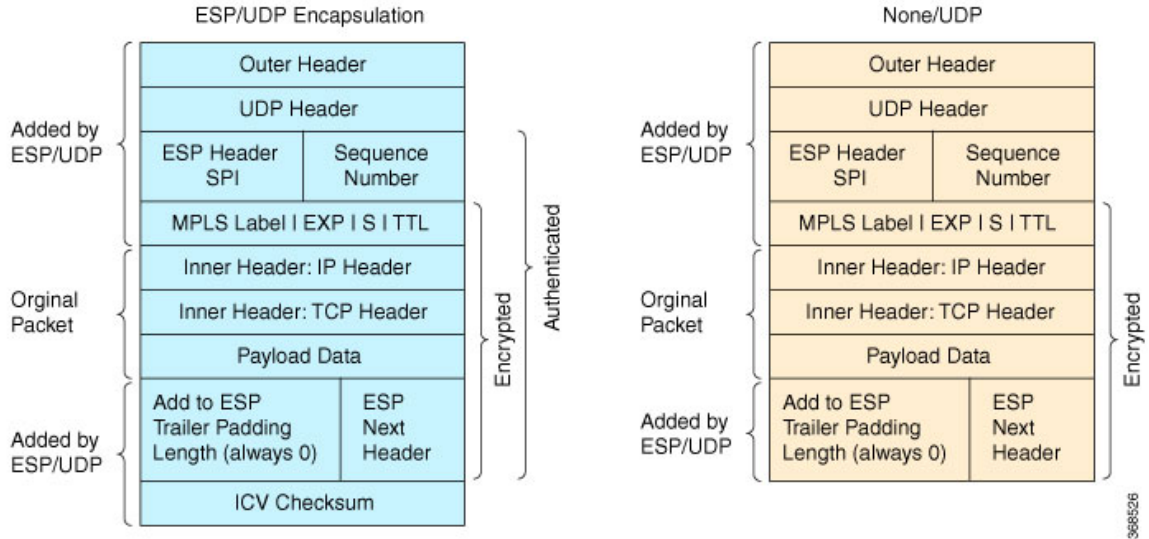 ESP/UDP Encapsulation
Outer Header
UDP Header
Added by
ESP/UDP
ESP Header
SPI
Sequence
Number
MPLS Label | EXP | S | TTL
Inner Header: IP Header
Orginal
Packet
Inner Header: TCP Header
Payload Data
Added by
ESP/UDP
Add to ESP
Trailer Padding
Length (always 0)
ESP
Next
Header
ICV Checksum
Encrypted
Authenticated
None/UDP
Outer Header
UDP Header
Added by
ESP/UDP
ESP Header
SPI
Sequence
Number
MPLS Label | EXP | S | TTL
Inner Header: IP Header
Orginal
Packet
Inner Header: TCP Header
Payload Data
Added by
ESP/UDP
Add to ESP
Trailer Padding
Length (always 0)
ESP
Next
Header
Encrypted
368526